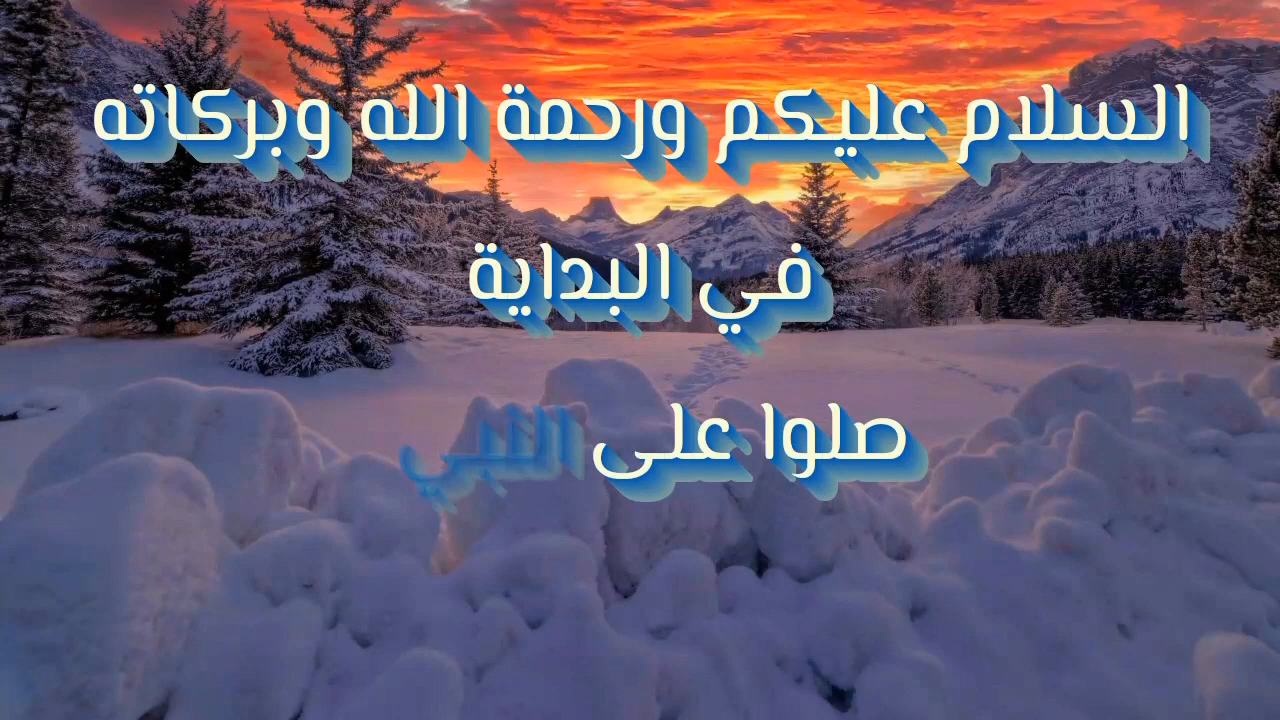 السلام عليكم ورحمة الله وبركاته
في البداية
صلوا على النبي